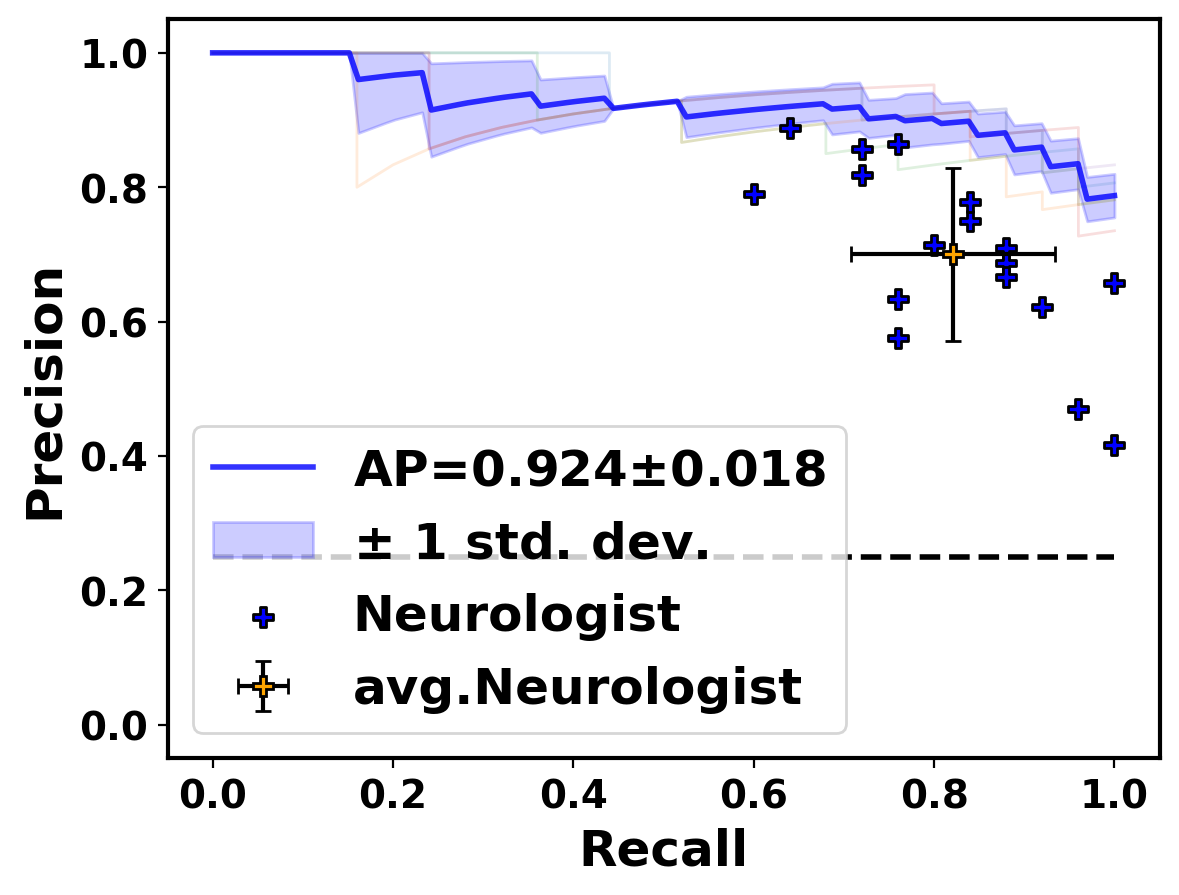 1.0
0.8
0.6
0.4
0.2
0.0
Precision
AP=0.924±0.018
± 1 std. dev.
Neurologist
avg.Neurologist
0.0 0.2 0.4 0.6 0.8 1.0
Recall